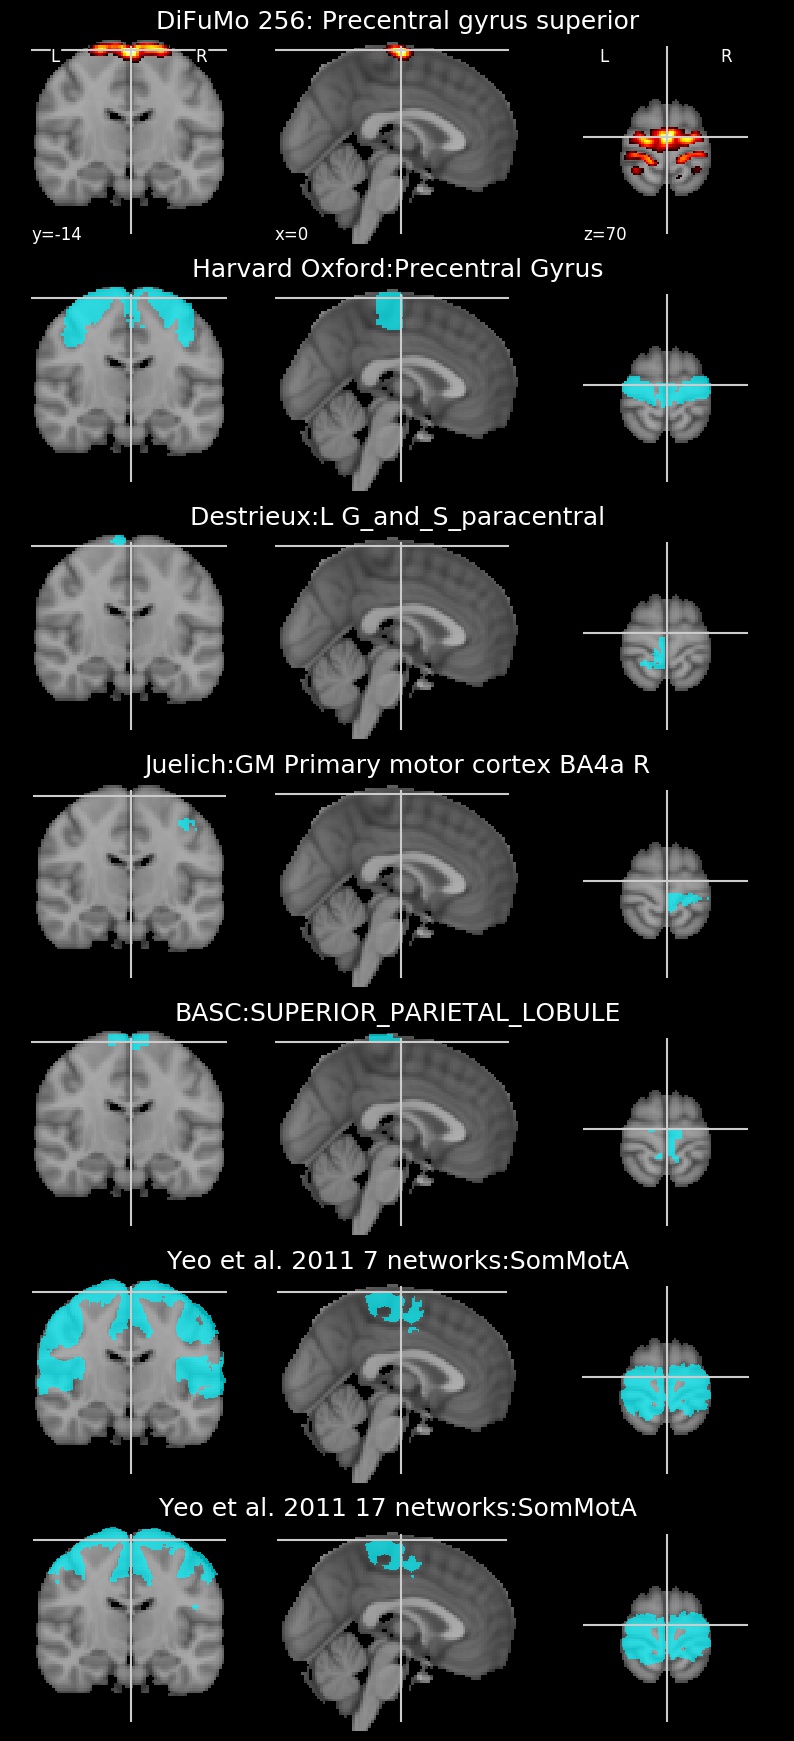 DiFuMo 256: Precentral gyrus superior
L R L R
y=-14 x=0 z=70
Harvard Oxford:Precentral Gyrus
Destrieux:L G_and_S_paracentral
Juelich:GM Primary motor cortex BA4a R
BASC:SUPERIOR_PARIETAL_LOBULE
Yeo et al. 2011 7 networks:SomMotA
Yeo et al. 2011 17 networks:SomMotA